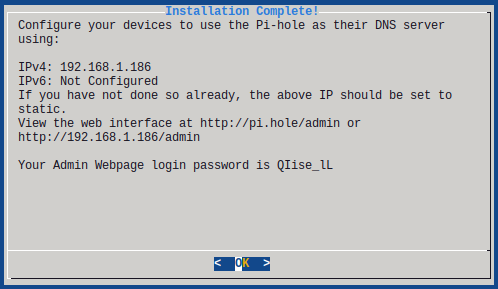 Installation Complete!
Configure your devices to use the Pi-hole as their DNS server
using:
IPv4: 192.168.1.186
IPv6: Not Configured
If you have not done so already, the above IP should be set to
static.
View the web interface at http://pi.hole/admin or
http://192.168.1.186/admin
Your Admin Webpage login password is QIise_lL
< OK >